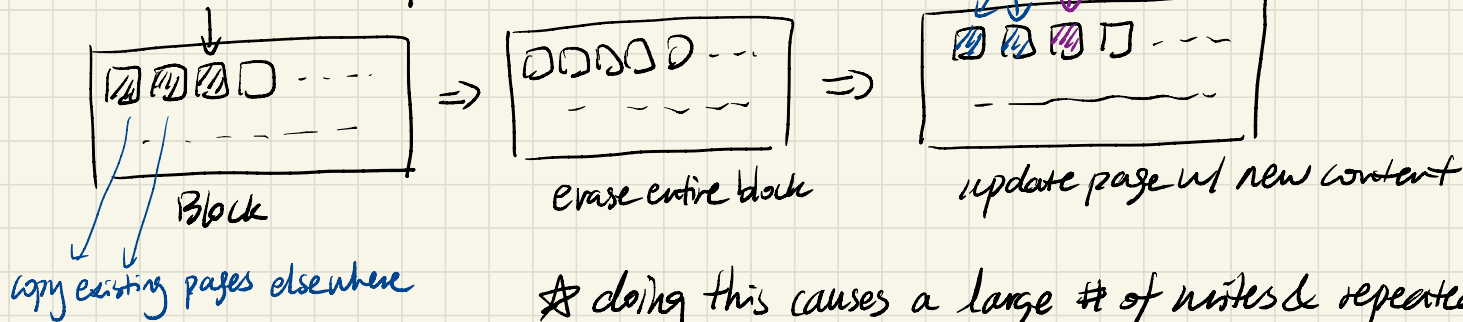 Block
erase entire block
update page w/ new content
copy existing pages elsewhere
☆ doing this causes a large # of writes & repeated